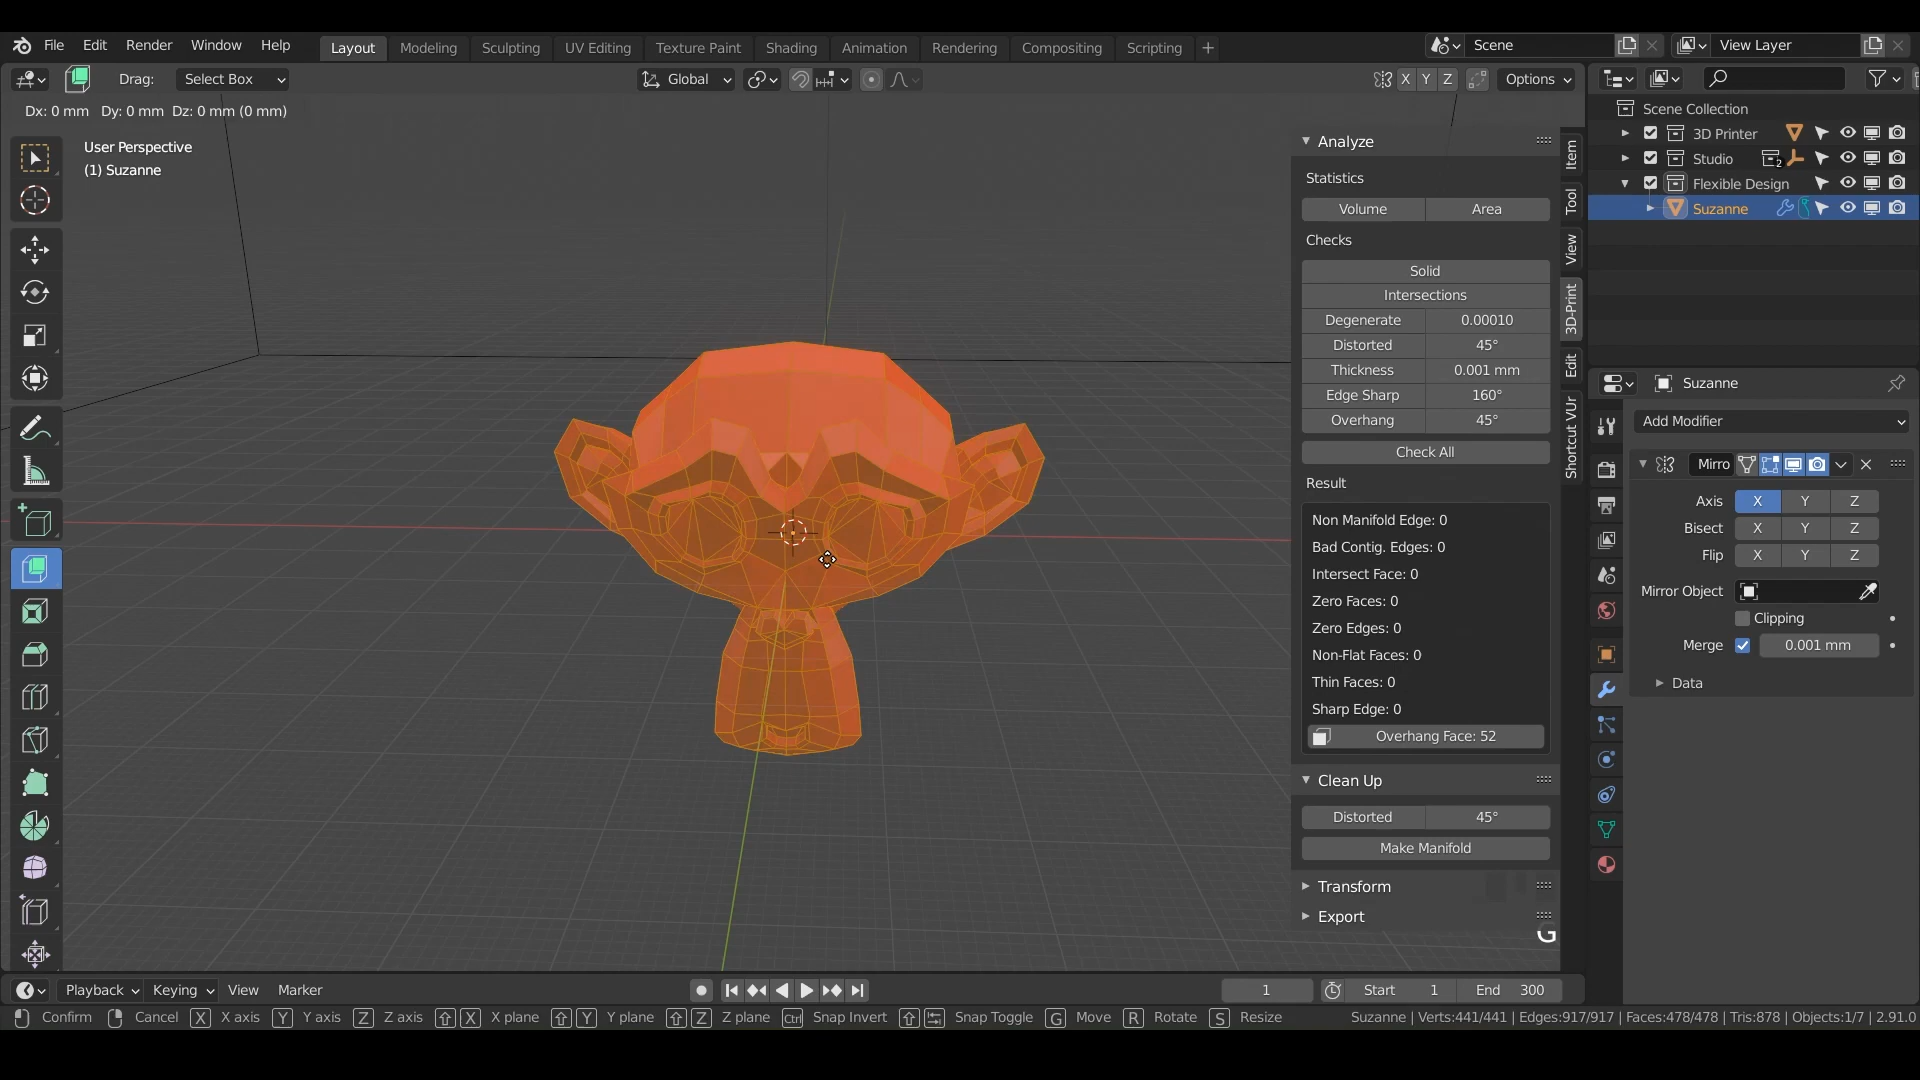 File Edit Render Window Help Layout Modeling Sculpting UV Editing Texture Paint Shading Animation Rendering Compositing Scripting + Scene View Layer
Drag: Select Box Global X Y Z Options
Dx: 0 mm Dy: 0 mm Dz: 0 mm (0 mm)
User Perspective
(1) Suzanne
Analyze
Statistics
Volume Area
Checks
Solid
Intersections
Degenerate 0.00010
Distorted 45°
Thickness 0.001 mm
Edge Sharp 160°
Overhang 45°
Check All
Result
Non Manifold Edge: 0
Bad Contig. Edges: 0
Intersect Face: 0
Zero Faces: 0
Zero Edges: 0
Non-Flat Faces: 0
Thin Faces: 0
Sharp Edge: 0
Overhang Face: 52
Clean Up
Distorted 45°
Make Manifold
Transform
Export
G
Item
Tool
View
3D-Print
Edit
Shortcut VUr
Scene Collection
3D Printer
Studio 2
Flexible Design
Suzanne
Suzanne
Add Modifier
Mirro
Axis X Y Z
Bisect X Y Z
Flip X Y Z
Mirror Object
Clipping
Merge 0.001 mm
Data
Playback Keying View Marker 1 Start 1 End 300
Confirm Cancel X X axis Y Y axis Z Z axis X X plane Y Y plane Z Z plane Ctrl Snap Invert Snap Toggle G Move R Rotate S Resize Suzanne | Verts:441/441 | Edges:917/917 | Faces:478/478 | Tris:878 | Objects:1/7 | 2.91.0